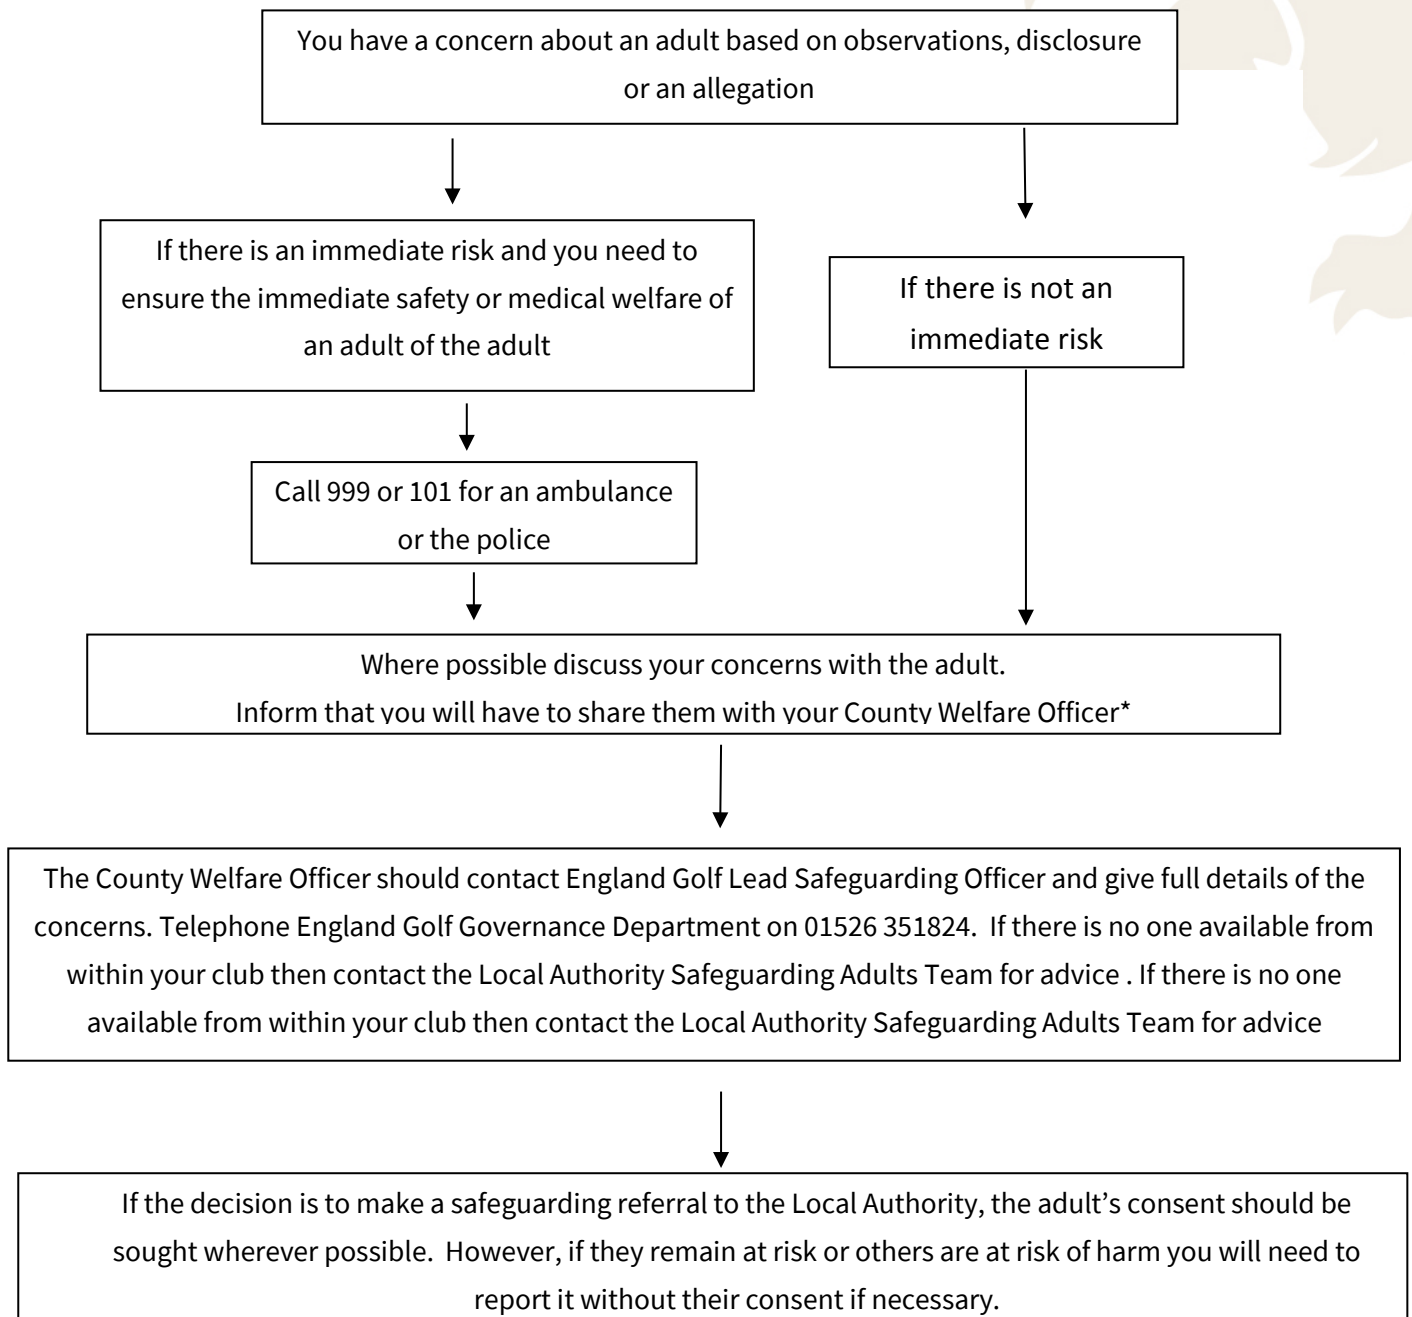 You have a concern about an adult based on observations, disclosure
or an allegation
If there is an immediate risk and you need to
ensure the immediate safety or medical welfare of
an adult of the adult
If there is not an
immediate risk
Call 999 or 101 for an ambulance
or the police
Where possible discuss your concerns with the adult.
Inform that you will have to share them with your County Welfare Officer*
The County Welfare Officer should contact England Golf Lead Safeguarding Officer and give full details of the
concerns. Telephone England Golf Governance Department on 01526 351824.  If there is no one available from
within your club then contact the Local Authority Safeguarding Adults Team for advice . If there is no one
available from within your club then contact the Local Authority Safeguarding Adults Team for advice
If the decision is to make a safeguarding referral to the Local Authority, the adult’s consent should be
sought wherever possible.  However, if they remain at risk or others are at risk of harm you will need to
report it without their consent if necessary.